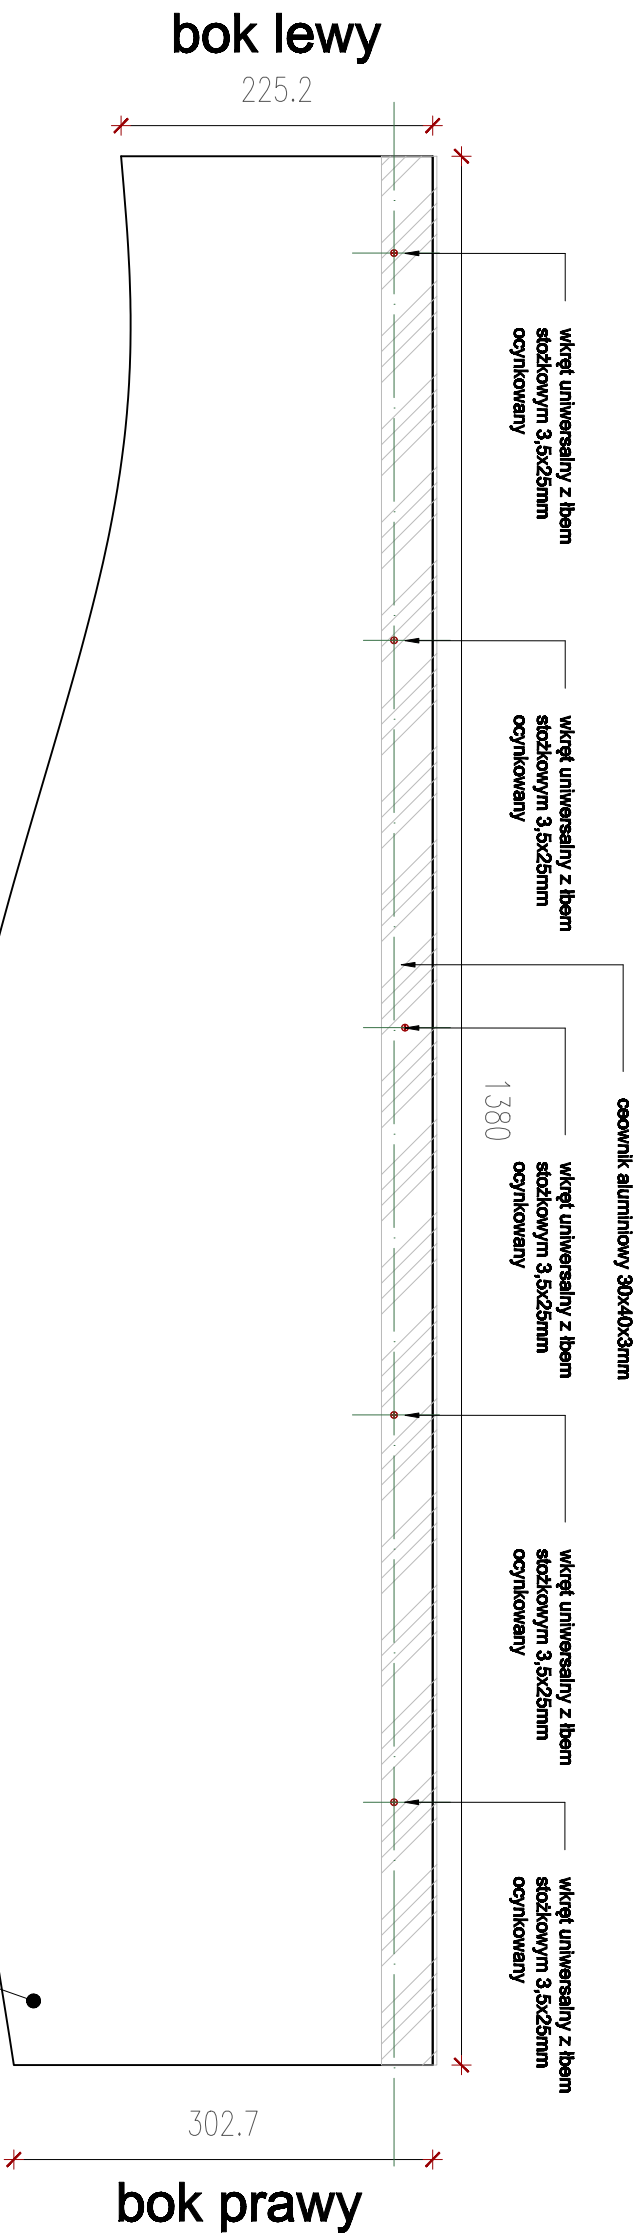 bok lewy
225.2
wkręt uniwersalny z łbem
stożkowym 3,5x25mm
ocynkowany
wkręt uniwersalny z łbem
stożkowym 3,5x25mm
ocynkowany
ceownik aluminiowy 30x40x3mm
1380
wkręt uniwersalny z łbem
stożkowym 3,5x25mm
ocynkowany
wkręt uniwersalny z łbem
stożkowym 3,5x25mm
ocynkowany
wkręt uniwersalny z łbem
stożkowym 3,5x25mm
ocynkowany
302.7
bok prawy